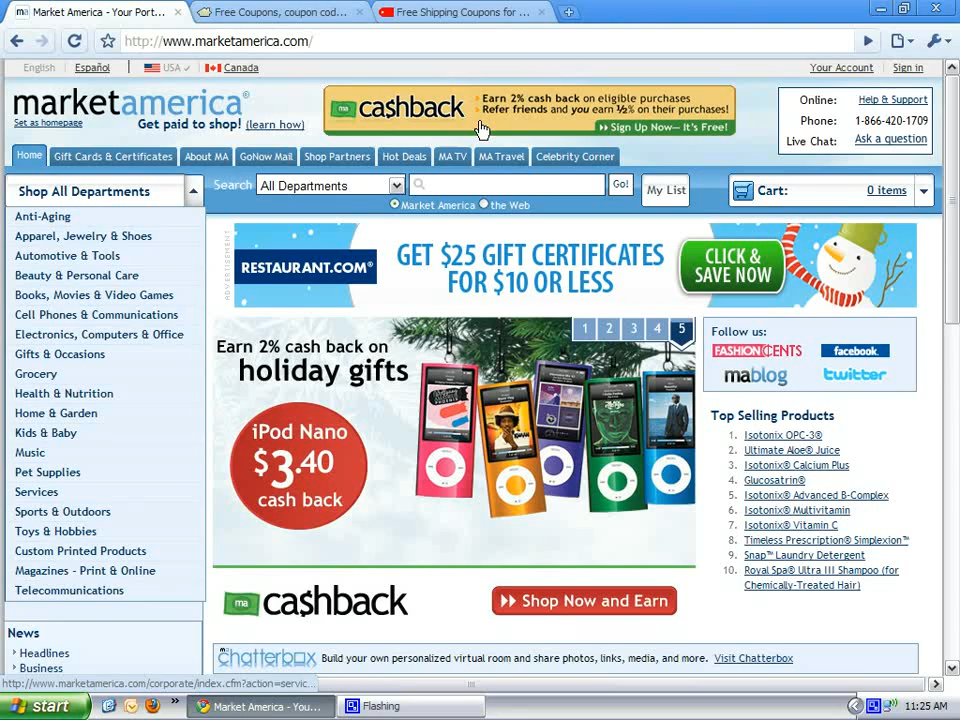 Market America - Your Port...
Free Coupons, coupon cod...
Free Shipping Coupons for ...
http://www.marketamerica.com/
English Español USA Canada Your Account Sign in
marketamerica®
Set as homepage
Get paid to shop! (learn how)
ma cashback
Earn 2% cash back on eligible purchases
Refer friends and you earn ½% on their purchases!
Sign Up Now—It's Free!
Online: Help & Support
Phone: 1-866-420-1709
Live Chat: Ask a question
Home Gift Cards & Certificates About MA GoNow Mail Shop Partners Hot Deals MA TV MA Travel Celebrity Corner
Shop All Departments
Search All Departments Go! My List Cart: 0 items
Market America the Web
Anti-Aging
Apparel, Jewelry & Shoes
Automotive & Tools
Beauty & Personal Care
Books, Movies & Video Games
Cell Phones & Communications
Electronics, Computers & Office
Gifts & Occasions
Grocery
Health & Nutrition
Home & Garden
Kids & Baby
Music
Pet Supplies
Services
Sports & Outdoors
Toys & Hobbies
Custom Printed Products
Magazines - Print & Online
Telecommunications
News
Headlines
Business
ADVERTISEMENT
RESTAURANT.COM®
GET $25 GIFT CERTIFICATES
FOR $10 OR LESS
CLICK &
SAVE NOW
1 2 3 4 5
Earn 2% cash back on
holiday gifts
iPod Nano
$3.40
cash back
ma cashback
Shop Now and Earn
Follow us:
FASHION CENTS facebook.
mablog twitter
Top Selling Products
1. Isotonix OPC-3®
2. Ultimate Aloe® Juice
3. Isotonix® Calcium Plus
4. Glucosatrin®
5. Isotonix® Advanced B-Complex
6. Isotonix® Multivitamin
7. Isotonix® Vitamin C
8. Timeless Prescription® Simplexion™
9. Snap™ Laundry Detergent
10. Royal Spa® Ultra III Shampoo (for
Chemically-Treated Hair)
ma chatterbox Build your own personalized virtual room and share photos, links, media, and more. Visit Chatterbox
http://www.marketamerica.com/corporate/index.cfm?action=servic...
start Market America - You... Flashing 11:25 AM